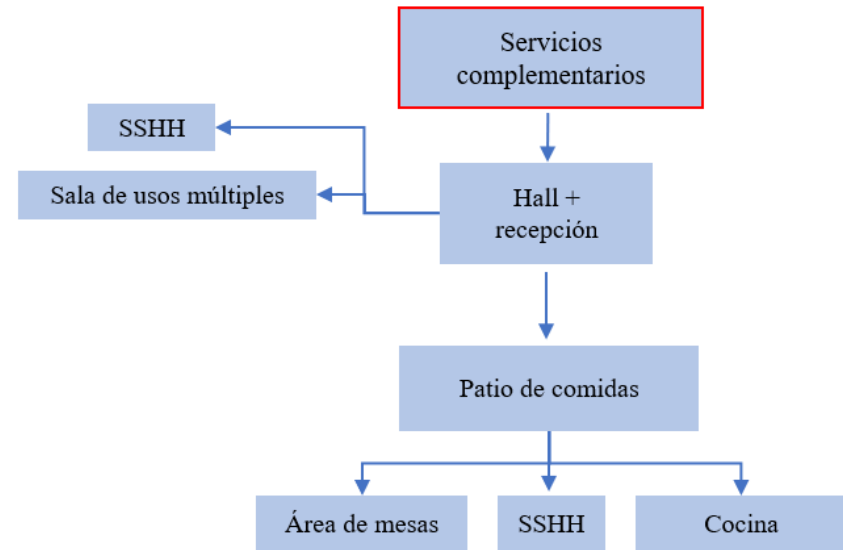 Servicios
complementarios
SSHH
Sala de usos múltiples
Hall +
recepción
Patio de comidas
Área de mesas
SSHH
Cocina